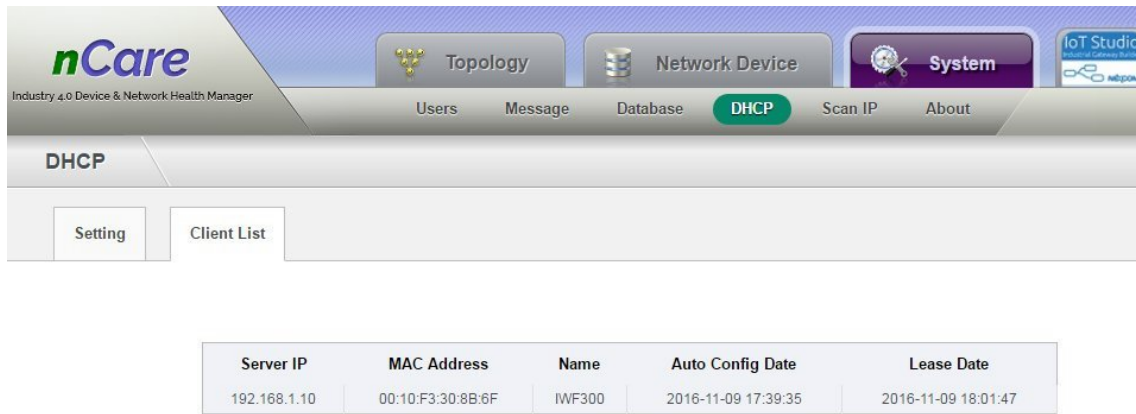 nCare
Industry 4.0 Device & Network Health Manager
Topology
Network Device
System
IoT Studio
Users Message Database DHCP Scan IP About
DHCP
Setting Client List
Server IP MAC Address Name Auto Config Date Lease Date
192.168.1.10 00:10:F3:30:8B:6F IWF300 2016-11-09 17:39:35 2016-11-09 18:01:47